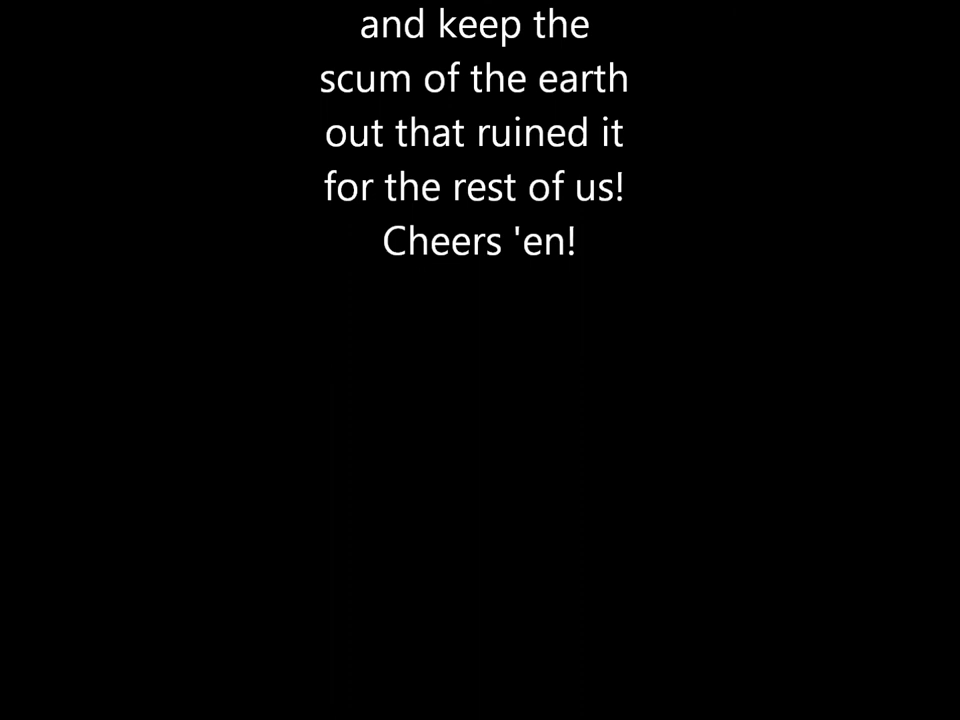 and keep the
scum of the earth
out that ruined it
for the rest of us!
Cheers 'en!